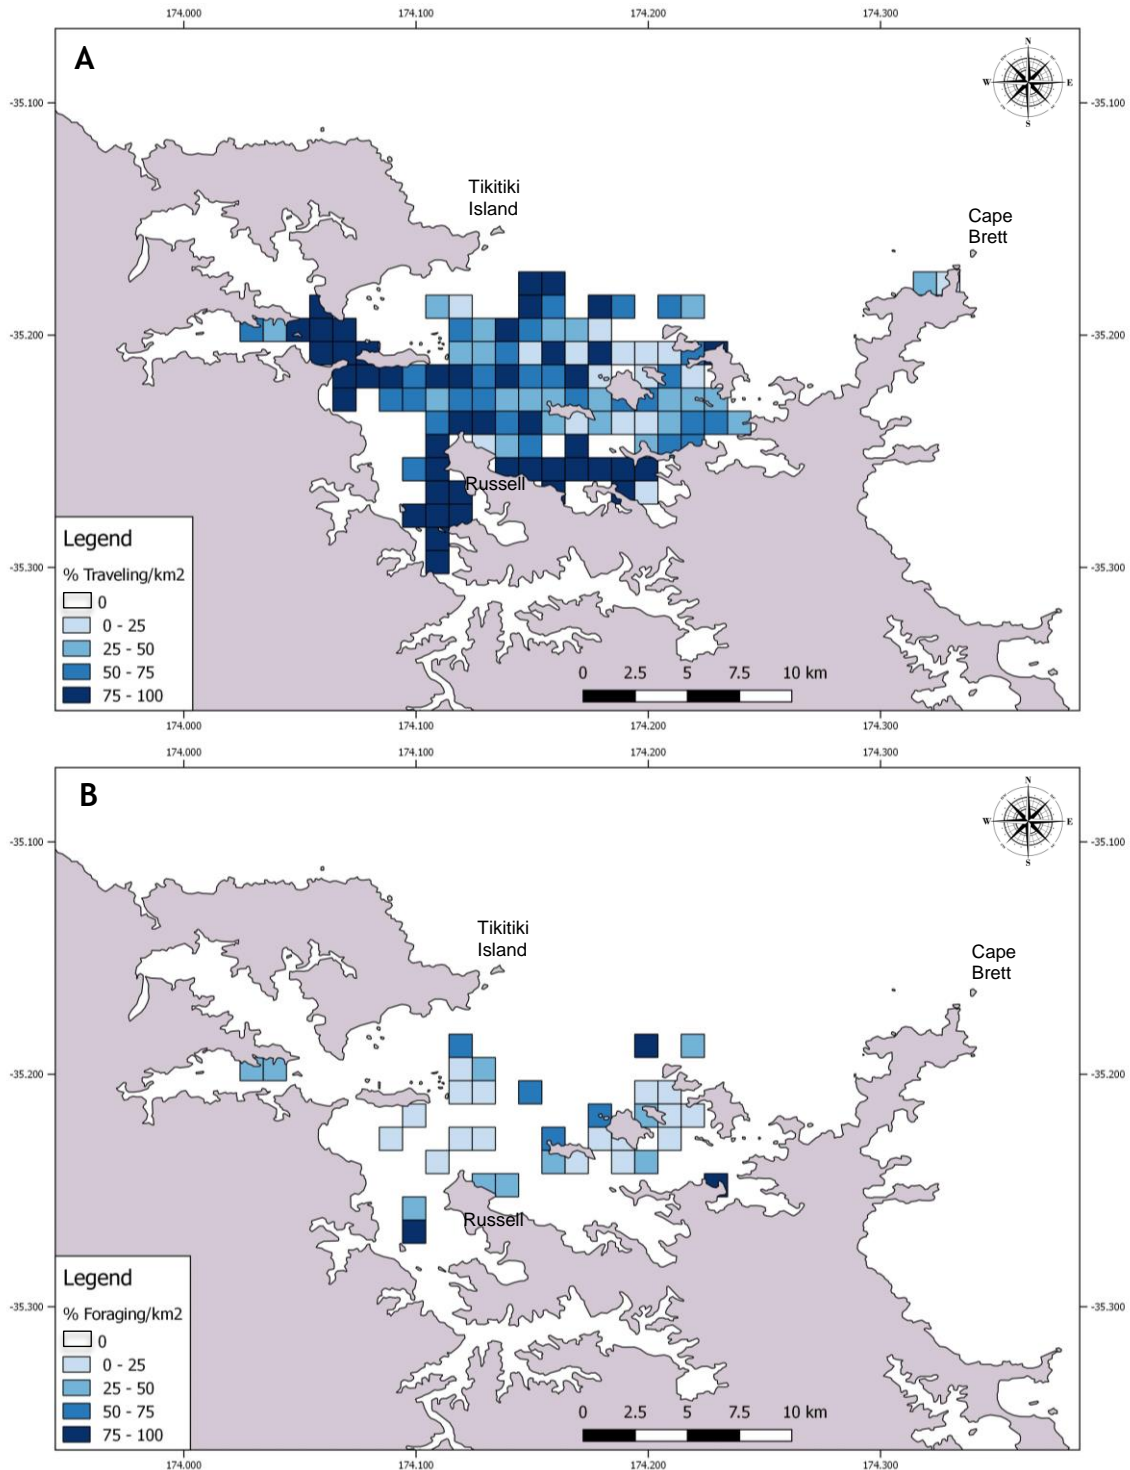 174.000 174.100 174.200 174.300
A
N
W E
S
-35.100 -35.100
Tikitiki
Island
Cape
Brett
-35.200 -35.200
Russell
Legend
% Traveling/km2
0
0 - 25
25 - 50
50 - 75
75 - 100
-35.300 -35.300
0 2.5 5 7.5 10 km
174.000 174.100 174.200 174.300
174.000 174.100 174.200 174.300
B
N
W E
S
-35.100 -35.100
Tikitiki
Island
Cape
Brett
-35.200 -35.200
Russell
Legend
% Foraging/km2
0
0 - 25
25 - 50
50 - 75
75 - 100
-35.300 -35.300
0 2.5 5 7.5 10 km
174.000 174.100 174.200 174.300